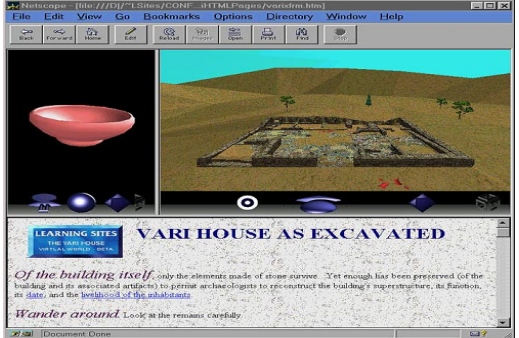 Netscape - [file:///D|/~LSites/CONF...iHTMLPages/varixfrm.htm]
File Edit View Go Bookmarks Options Directory Window Help
Back Forward Home Edit Reload Images Open Print Find Stop
LEARNING SITES
THE VARI HOUSE
VIRTUAL WORLD - BETA
VARI HOUSE AS EXCAVATED
Of the building itself, only the elements made of stone survive. Yet enough has been preserved (of the
building and its associated artifacts) to permit archaeologists to reconstruct the building's superstructure, its function,
its date, and the livelihood of the inhabitants.
Wander around. Look at the remains carefully.
Document Done